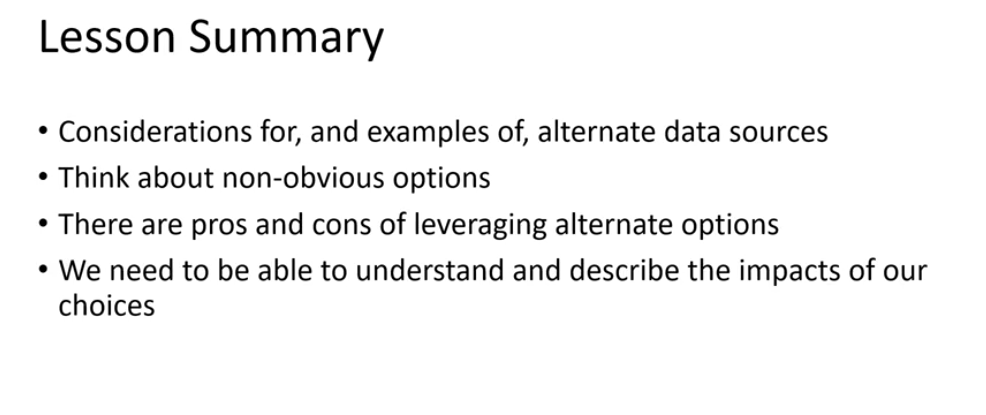 Lesson Summary
• Considerations for, and examples of, alternate data sources
• Think about non-obvious options
• There are pros and cons of leveraging alternate options
• We need to be able to understand and describe the impacts of our
choices